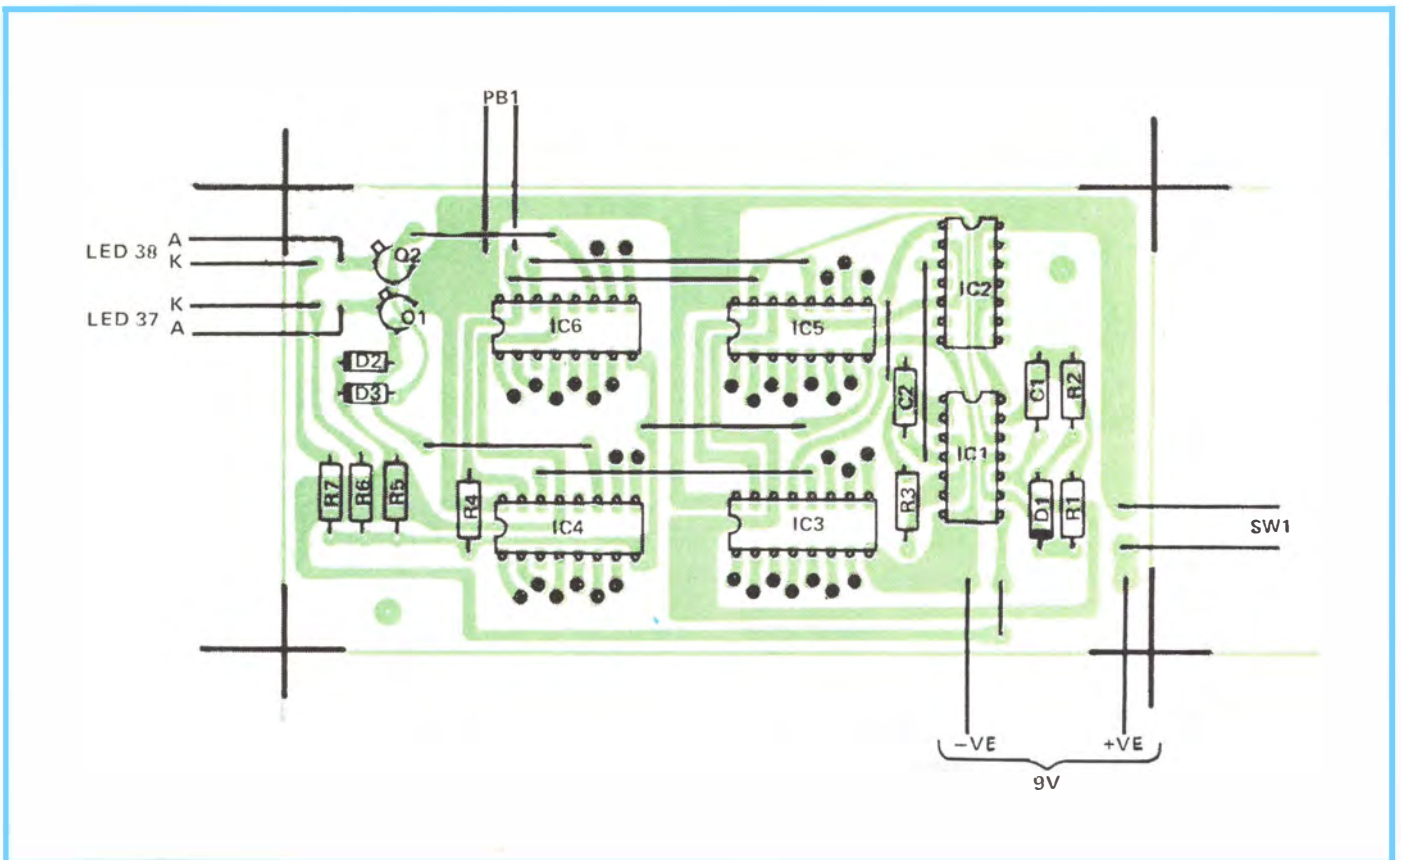 PB1
LED 38 A
K
Q2
K
LED 37 A
Q1
IC6
IC5
IC2
D2
D3
C2
C1
R2
IC1
R7
R6
R5
R4
IC4
IC3
R3
D1
R1
SW1
−VE
+VE
9V